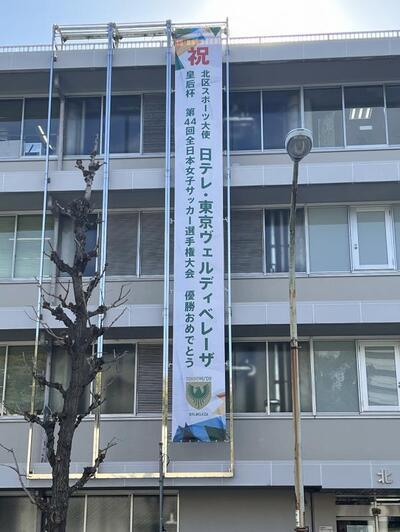 祝
北区スポーツ大使
日テレ・東京ヴェルディベレーザ
皇后杯 第44回全日本女子サッカー選手権大会 優勝おめでとう
北